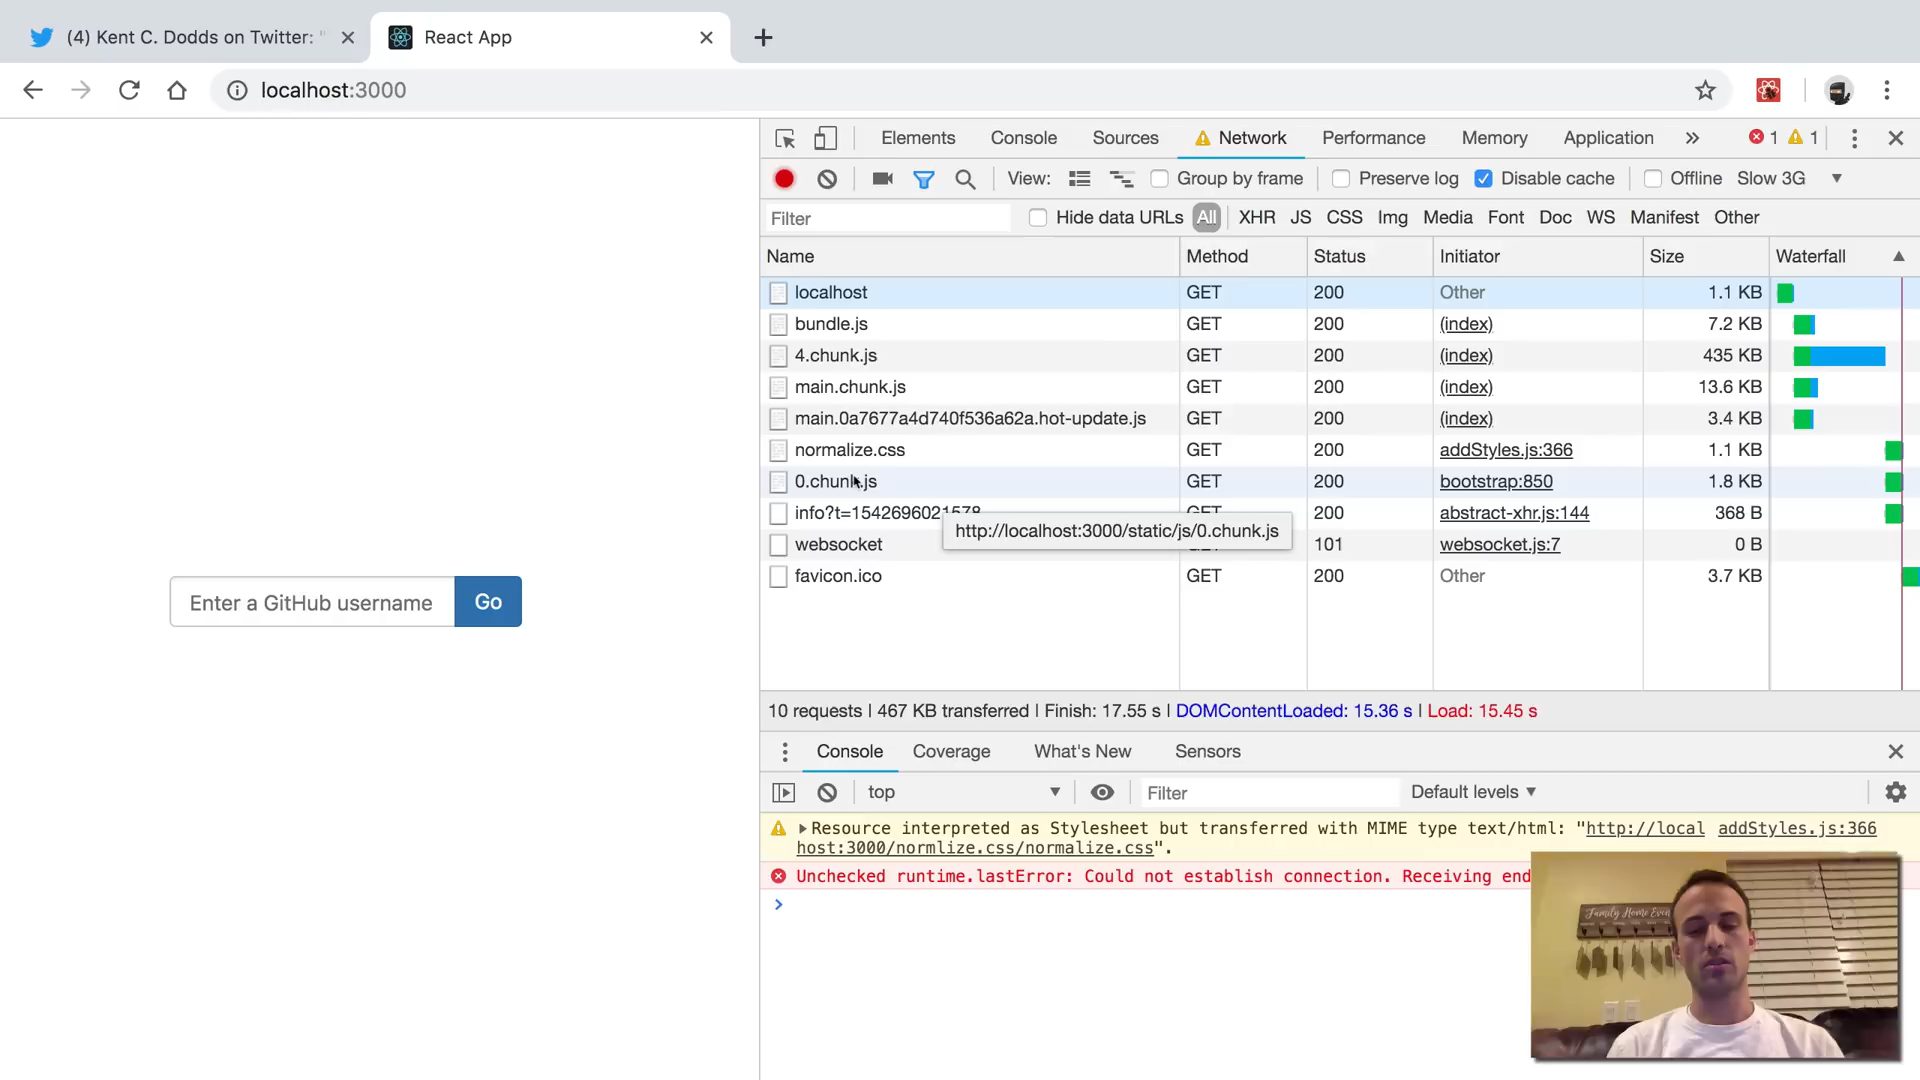 (4) Kent C. Dodds on Twitter: "
React App
localhost:3000
Elements Console Sources Network Performance Memory Application » 1 1
View: Group by frame Preserve log Disable cache Offline Slow 3G
Filter Hide data URLs All XHR JS CSS Img Media Font Doc WS Manifest Other
Name Method Status Initiator Size Waterfall
localhost GET 200 Other 1.1 KB
bundle.js GET 200 (index) 7.2 KB
4.chunk.js GET 200 (index) 435 KB
main.chunk.js GET 200 (index) 13.6 KB
main.0a7677a4d740f536a62a.hot-update.js GET 200 (index) 3.4 KB
normalize.css GET 200 addStyles.js:366 1.1 KB
0.chunk.js GET 200 bootstrap:850 1.8 KB
info?t=1542696021578 GET 200 abstract-xhr.js:144 368 B
http://localhost:3000/static/js/0.chunk.js
websocket 101 websocket.js:7 0 B
favicon.ico GET 200 Other 3.7 KB
Enter a GitHub username Go
10 requests | 467 KB transferred | Finish: 17.55 s | DOMContentLoaded: 15.36 s | Load: 15.45 s
Console Coverage What's New Sensors
top Filter Default levels
Resource interpreted as Stylesheet but transferred with MIME type text/html: "http://local addStyles.js:366
host:3000/normlize.css/normalize.css".
Unchecked runtime.lastError: Could not establish connection. Receiving end
>
Family Home